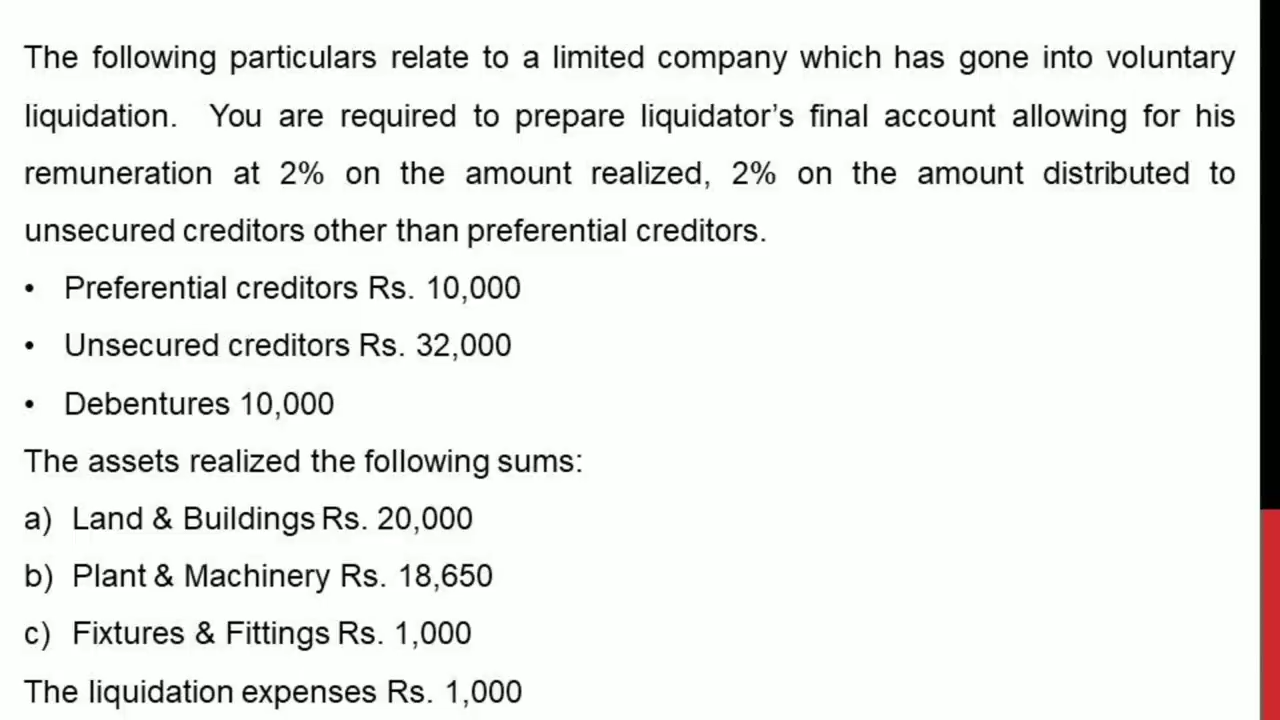 The following particulars relate to a limited company which has gone into voluntary
liquidation. You are required to prepare liquidator’s final account allowing for his
remuneration at 2% on the amount realized, 2% on the amount distributed to
unsecured creditors other than preferential creditors.
• Preferential creditors Rs. 10,000
• Unsecured creditors Rs. 32,000
• Debentures 10,000
The assets realized the following sums:
a) Land & Buildings Rs. 20,000
b) Plant & Machinery Rs. 18,650
c) Fixtures & Fittings Rs. 1,000
The liquidation expenses Rs. 1,000